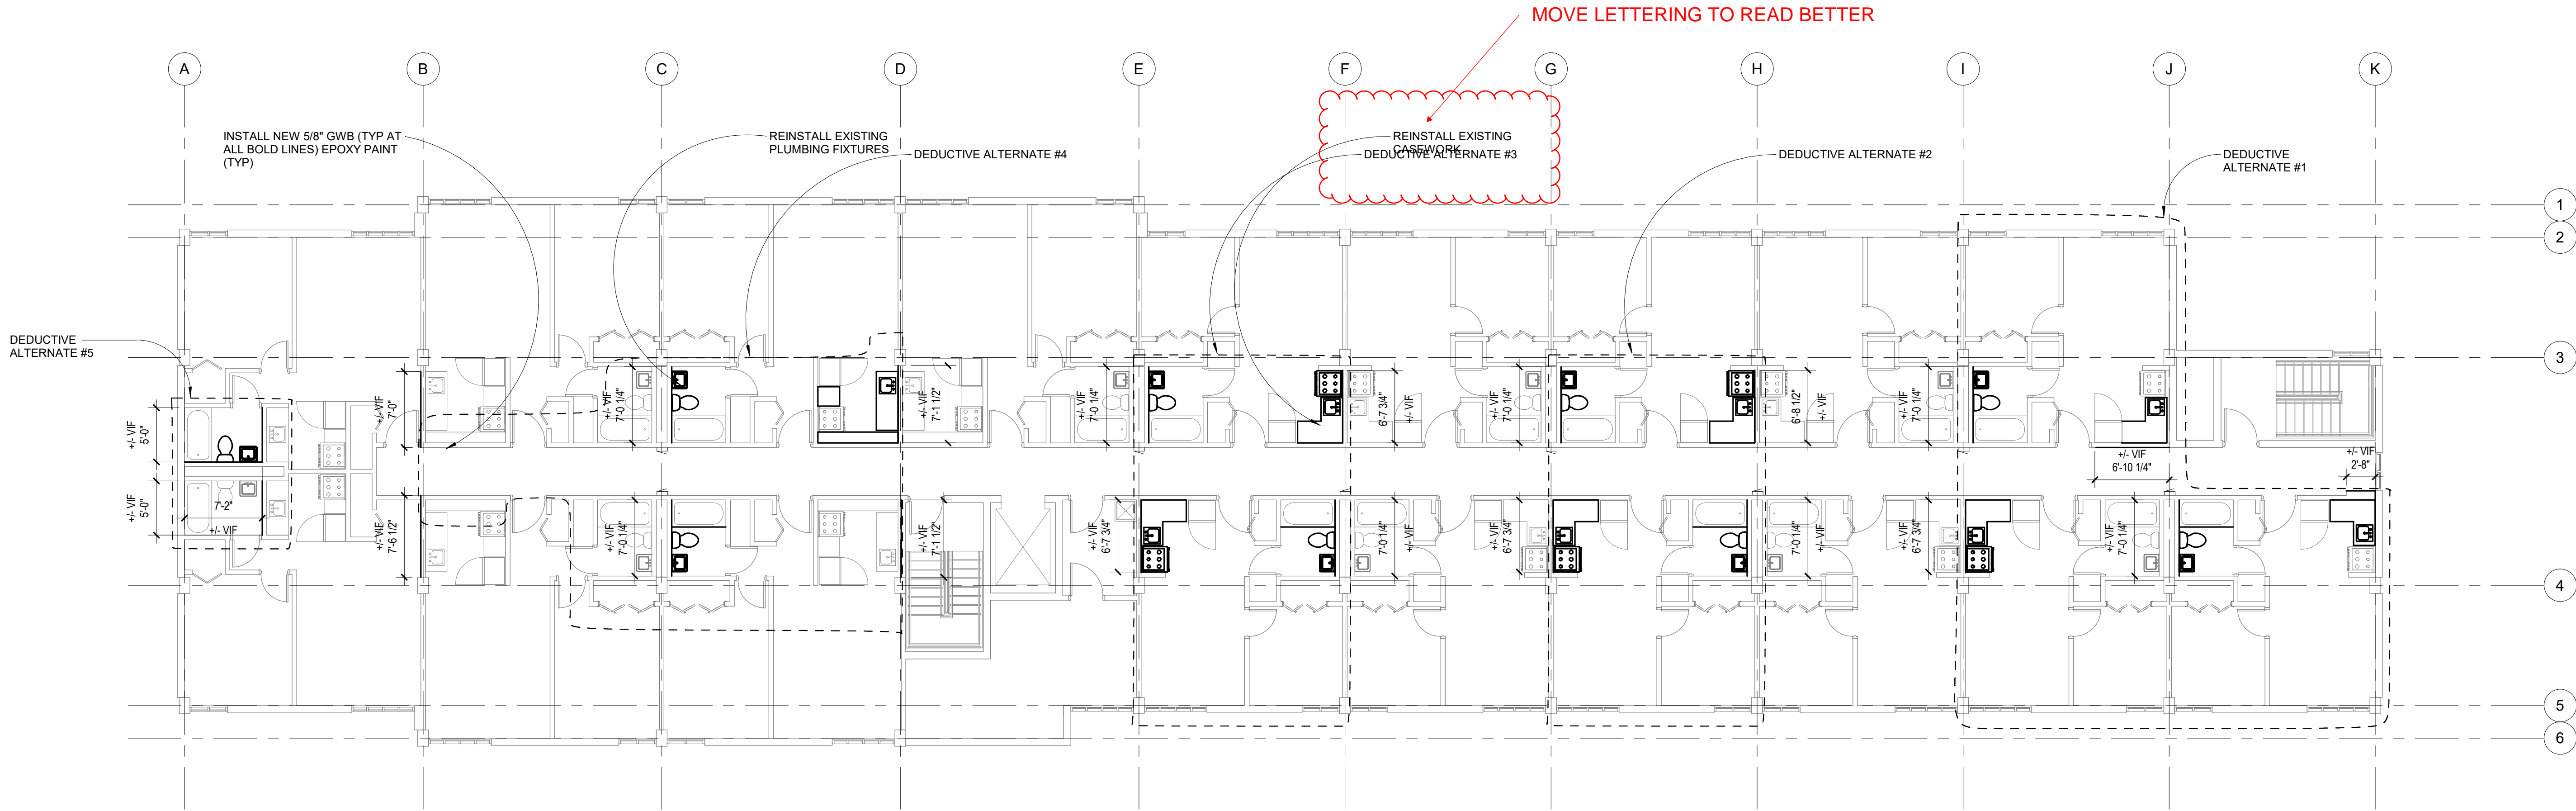 MOVE LETTERING TO READ BETTER
A
B
C
D
E
F
G
H
I
J
K
INSTALL NEW 5/8" GWB (TYP AT
ALL BOLD LINES) EPOXY PAINT
(TYP)
REINSTALL EXISTING
PLUMBING FIXTURES
DEDUCTIVE ALTERNATE #4
REINSTALL EXISTING
CASEWORK
DEDUCTIVE ALTERNATE #3
DEDUCTIVE ALTERNATE #2
DEDUCTIVE
ALTERNATE #1
1
2
DEDUCTIVE
ALTERNATE #5
3
+/- VIF
5'-0"
+/- VIF
7'-0"
+/- VIF
7'-0 1/4"
+/- VIF
7'-1 1/2"
+/- VIF
7'-0 1/4"
6'-7 3/4"
+/- VIF
+/- VIF
7'-0 1/4"
6'-8 1/2"
+/- VIF
+/- VIF
7'-0 1/4"
+/- VIF
6'-10 1/4"
+/- VIF
2'-8"
+/- VIF
5'-0"
7'-2"
+/- VIF
+/- VIF
7'-6 1/2"
+/- VIF
7'-0 1/4"
+/- VIF
7'-1 1/2"
+/- VIF
6'-7 3/4"
7'-0 1/4"
+/- VIF
+/- VIF
6'-7 3/4"
7'-0 1/4"
+/- VIF
+/- VIF
6'-7 3/4"
+/- VIF
7'-0 1/4"
4
5
6